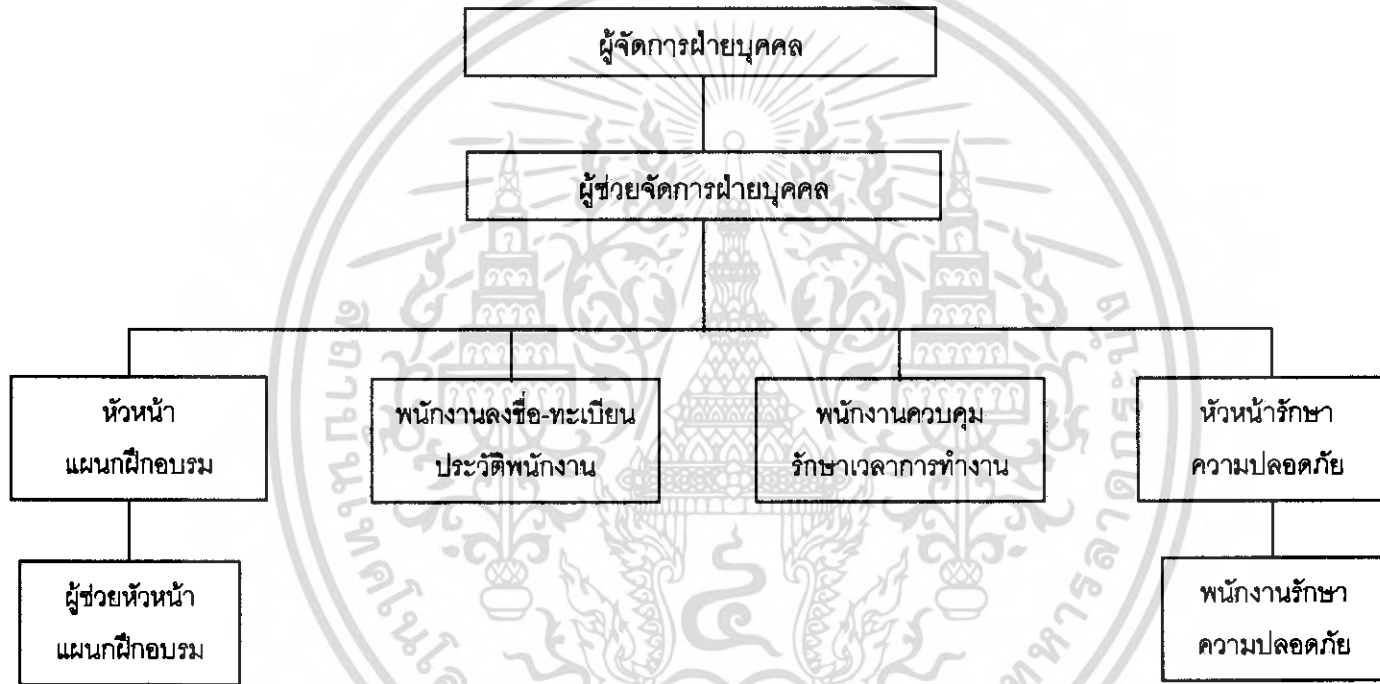 ผู้จัดการฝ่ายบุคคล
ผู้ช่วยจัดการฝ่ายบุคคล
หัวหน้า
แผนกฝึกอบรม
พนักงานลงชื่อ-ทะเบียน
ประวัติพนักงาน
พนักงานควบคุม
รักษาเวลาการทำงาน
หัวหน้ารักษา
ความปลอดภัย
ผู้ช่วยหัวหน้า
แผนกฝึกอบรม
พนักงานรักษา
ความปลอดภัย